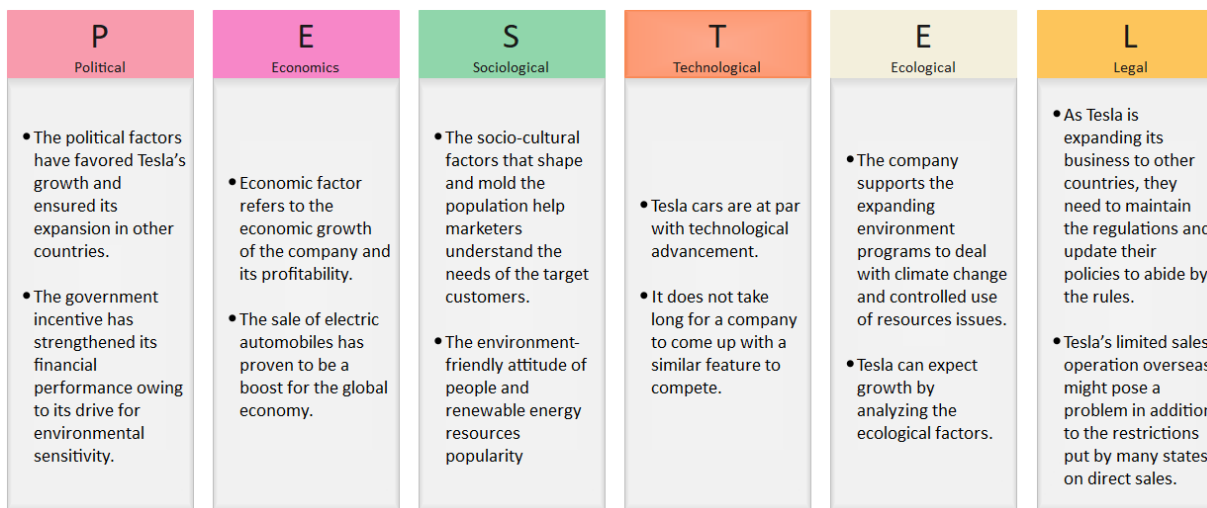 P
Political
• The political factors
have favored Tesla's
growth and
ensured its
expansion in other
countries.
• The government
incentive has
strengthened its
financial
performance owing
to its drive for
environmental
sensitivity.
E
Economics
• Economic factor
refers to the
economic growth
of the company and
its profitability.
• The sale of electric
automobiles has
proven to be a
boost for the global
economy.
S
Sociological
• The socio-cultural
factors that shape
and mold the
population help
marketers
understand the
needs of the target
customers.
• The environment-
friendly attitude of
people and
renewable energy
resources
popularity
T
Technological
• Tesla cars are at par
with technological
advancement.
• It does not take
long for a company
to come up with a
similar feature to
compete.
E
Ecological
• The company
supports the
expanding
environment
programs to deal
with climate change
and controlled use
of resources issues.
• Tesla can expect
growth by
analyzing the
ecological factors.
L
Legal
• As Tesla is
expanding its
business to other
countries, they
need to maintain
the regulations and
update their
policies to abide by
the rules.
• Tesla's limited sales
operation overseas
might pose a
problem in addition
to the restrictions
put by many states
on direct sales.